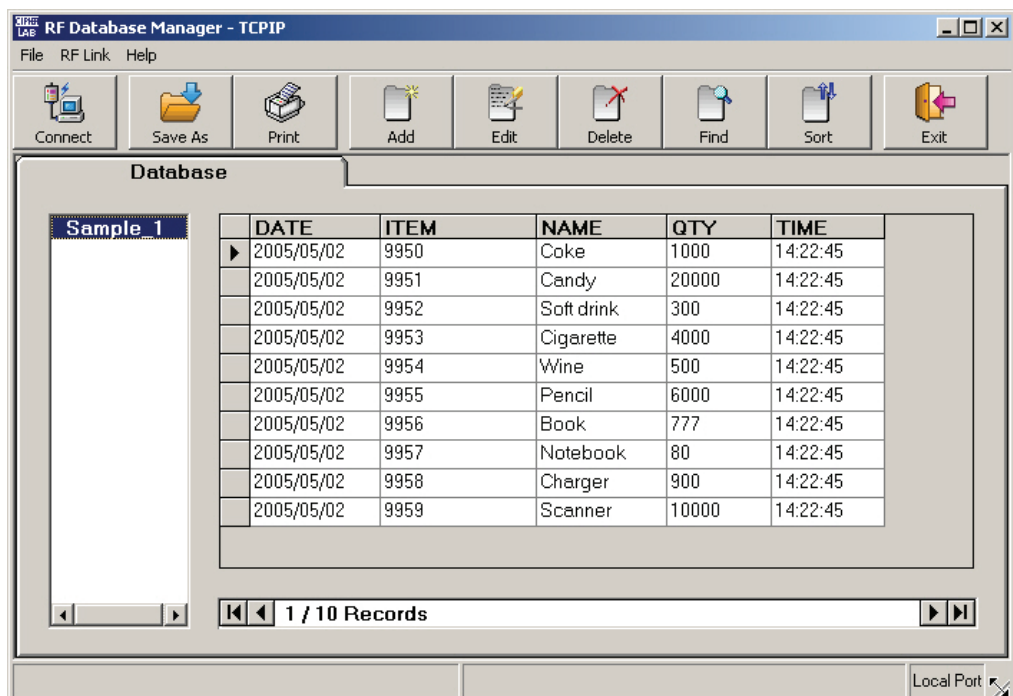 CIPHER LAB RF Database Manager - TCPIP
File RF Link Help
Connect Save As Print Add Edit Delete Find Sort Exit
Database
Sample_1
DATE ITEM NAME QTY TIME
2005/05/02 9950 Coke 1000 14:22:45
2005/05/02 9951 Candy 20000 14:22:45
2005/05/02 9952 Soft drink 300 14:22:45
2005/05/02 9953 Cigarette 4000 14:22:45
2005/05/02 9954 Wine 500 14:22:45
2005/05/02 9955 Pencil 6000 14:22:45
2005/05/02 9956 Book 777 14:22:45
2005/05/02 9957 Notebook 80 14:22:45
2005/05/02 9958 Charger 900 14:22:45
2005/05/02 9959 Scanner 10000 14:22:45
1 / 10 Records
Local Port